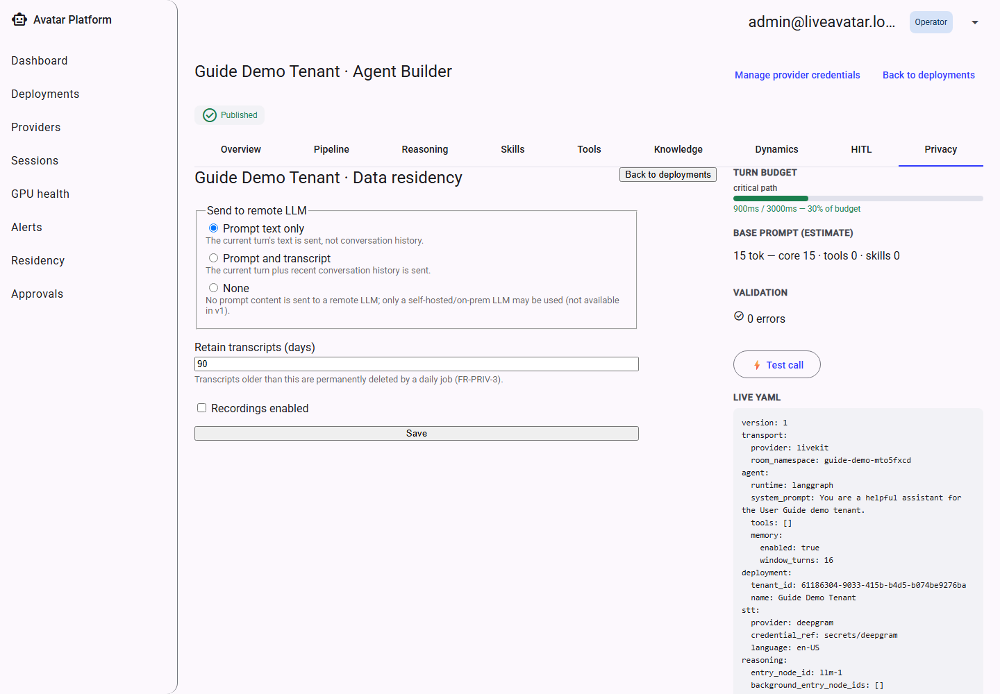 Avatar Platform
Dashboard
Deployments
Providers
Sessions
GPU health
Alerts
Residency
Approvals
admin@liveavatar.lo...
Operator
Guide Demo Tenant · Agent Builder
Manage provider credentials
Back to deployments
Published
Overview
Pipeline
Reasoning
Skills
Tools
Knowledge
Dynamics
HITL
Privacy
Guide Demo Tenant · Data residency
Back to deployments
Send to remote LLM
Prompt text only
The current turn's text is sent, not conversation history.
Prompt and transcript
The current turn plus recent conversation history is sent.
None
No prompt content is sent to a remote LLM; only a self-hosted/on-prem LLM may be used (not available
in v1).
Retain transcripts (days)
90
Transcripts older than this are permanently deleted by a daily job (FR-PRIV-3).
Recordings enabled
Save
TURN BUDGET
critical path
900ms / 3000ms — 30% of budget
BASE PROMPT (ESTIMATE)
15 tok — core 15 · tools 0 · skills 0
VALIDATION
0 errors
Test call
LIVE YAML
version: 1
transport:
  provider: livekit
  room_namespace: guide-demo-mto5fxcd
agent:
  runtime: langgraph
  system_prompt: You are a helpful assistant for
the User Guide demo tenant.
  tools: []
  memory:
    enabled: true
    window_turns: 16
deployment:
  tenant_id: 61186304-9033-415b-b4d5-b074be9276ba
  name: Guide Demo Tenant
stt:
  provider: deepgram
  credential_ref: secrets/deepgram
  language: en-US
reasoning:
  entry_node_id: llm-1
  background_entry_node_ids: []